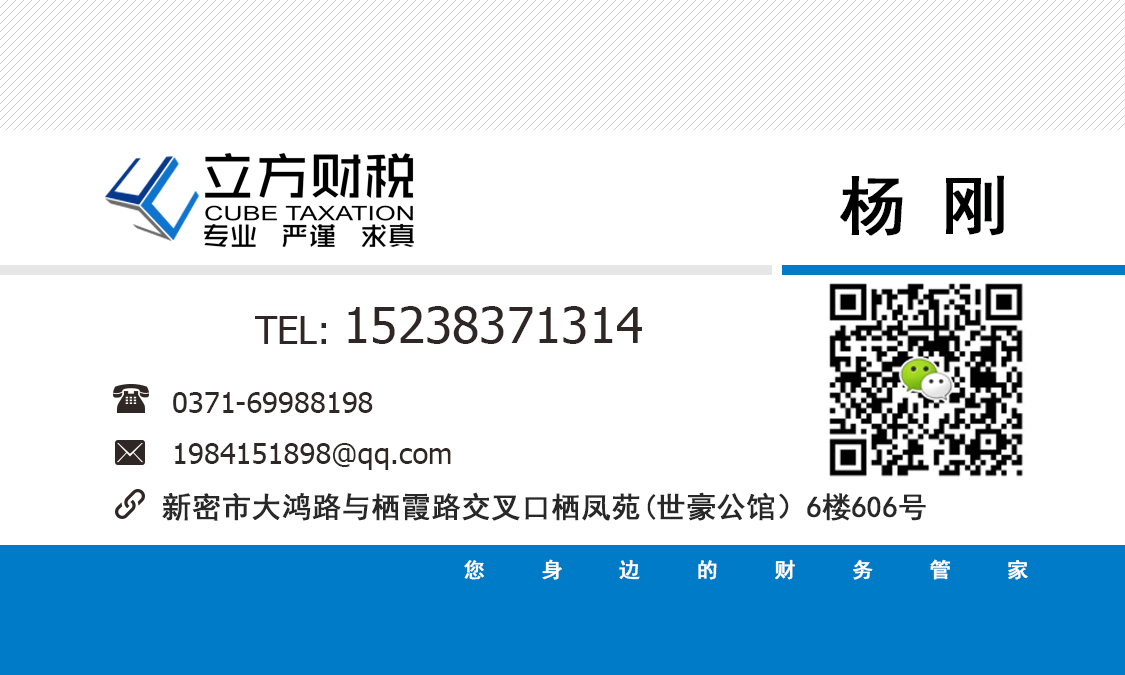 立方财税
CUBE TAXATION
专业 严谨 求真
杨 刚
TEL: 15238371314
0371-69988198
1984151898@qq.com
新密市大鸿路与栖霞路交叉口栖凤苑(世豪公馆）6楼606号
您身边的财务管家